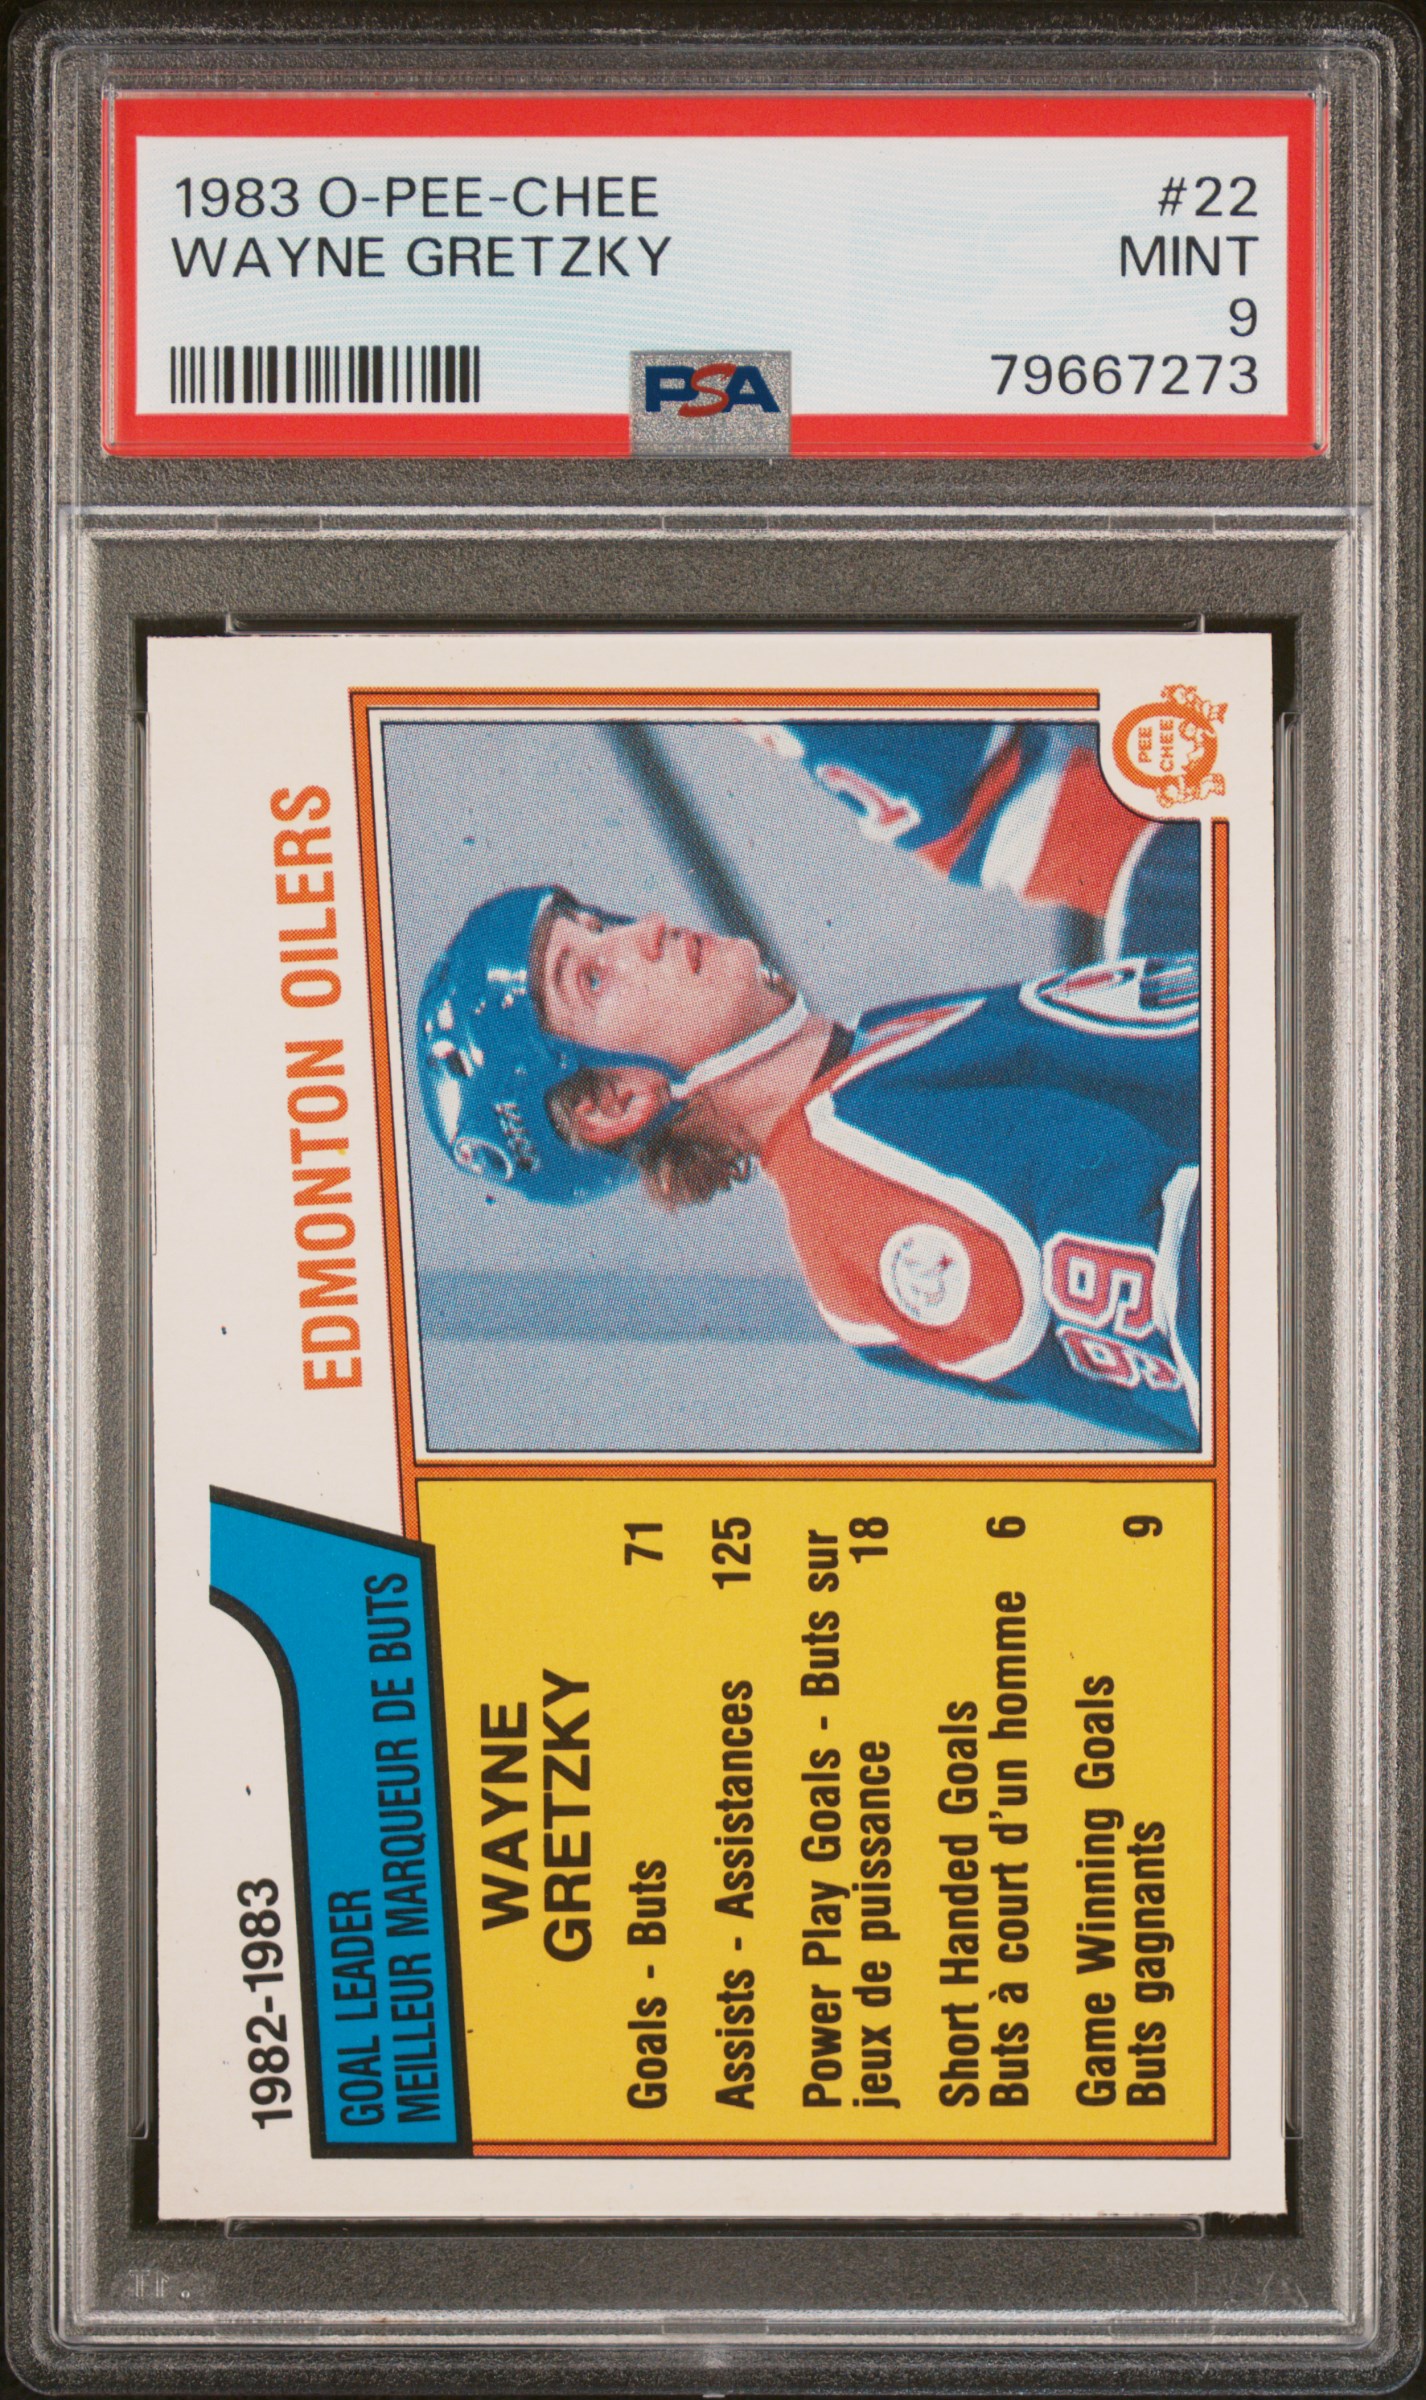 1983 O-PEE-CHEE #22
WAYNE GRETZKY MINT
9
79667273
PSA
EDMONTON OILERS
PEE
CHEE
99
1982-1983
GOAL LEADER
MEILLEUR MARQUEUR DE BUTS
WAYNE
GRETZKY
Goals - Buts 71
Assists - Assistances 125
Power Play Goals - Buts sur
jeux de puissance 18
Short Handed Goals
Buts à court d'un homme 6
Game Winning Goals
Buts gagnants 9